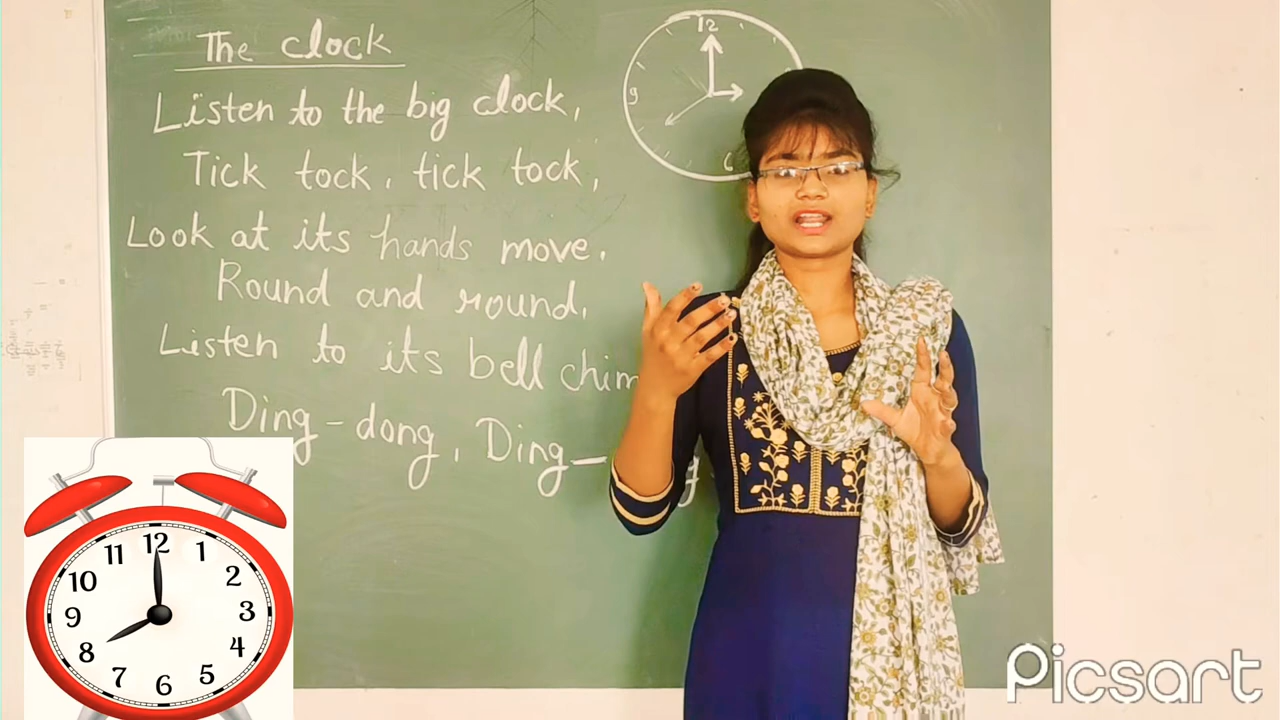 The clock
Listen to the big clock,
Tick tock, tick tock,
Look at its hands move.
Round and round.
Listen to its bell chim
Ding-dong, Ding-
12
9
6
12
11
1
10
2
9
3
8
4
7
5
6
Picsart